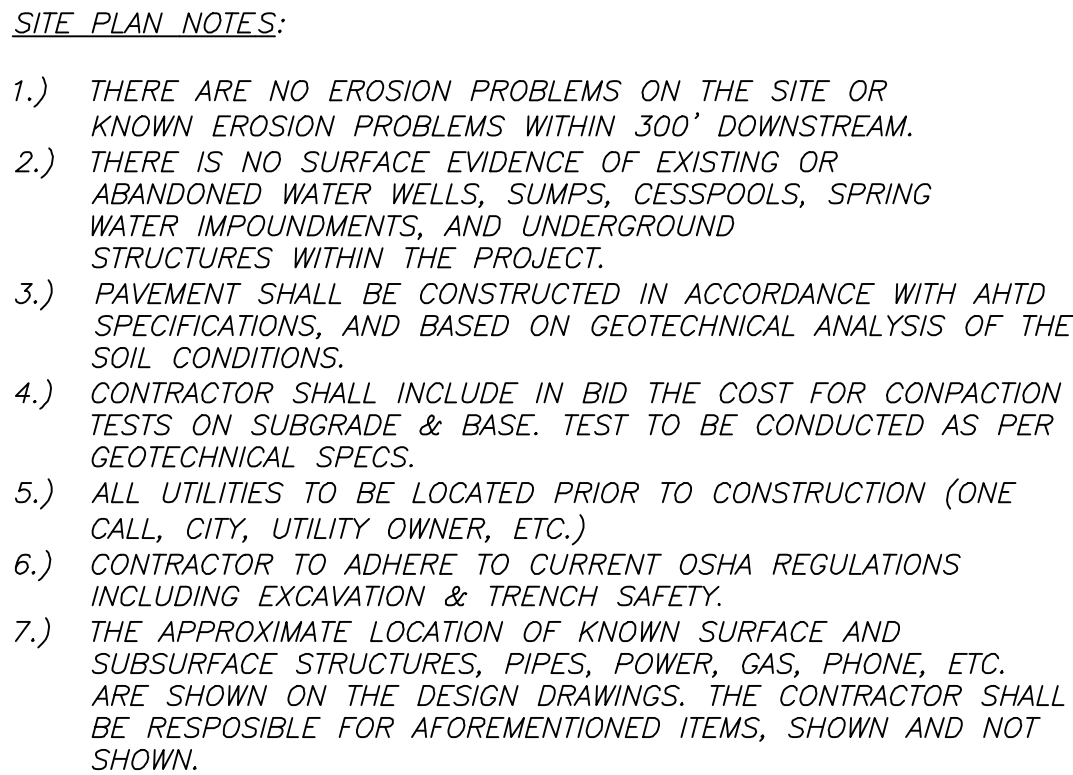 SITE PLAN NOTES:
1.) THERE ARE NO EROSION PROBLEMS ON THE SITE OR
KNOWN EROSION PROBLEMS WITHIN 300' DOWNSTREAM.
2.) THERE IS NO SURFACE EVIDENCE OF EXISTING OR
ABANDONED WATER WELLS, SUMPS, CESSPOOLS, SPRING
WATER IMPOUNDMENTS, AND UNDERGROUND
STRUCTURES WITHIN THE PROJECT.
3.) PAVEMENT SHALL BE CONSTRUCTED IN ACCORDANCE WITH AHTD
SPECIFICATIONS, AND BASED ON GEOTECHNICAL ANALYSIS OF THE
SOIL CONDITIONS.
4.) CONTRACTOR SHALL INCLUDE IN BID THE COST FOR CONPACTION
TESTS ON SUBGRADE & BASE. TEST TO BE CONDUCTED AS PER
GEOTECHNICAL SPECS.
5.) ALL UTILITIES TO BE LOCATED PRIOR TO CONSTRUCTION (ONE
CALL, CITY, UTILITY OWNER, ETC.)
6.) CONTRACTOR TO ADHERE TO CURRENT OSHA REGULATIONS
INCLUDING EXCAVATION & TRENCH SAFETY.
7.) THE APPROXIMATE LOCATION OF KNOWN SURFACE AND
SUBSURFACE STRUCTURES, PIPES, POWER, GAS, PHONE, ETC.
ARE SHOWN ON THE DESIGN DRAWINGS. THE CONTRACTOR SHALL
BE RESPOSIBLE FOR AFOREMENTIONED ITEMS, SHOWN AND NOT
SHOWN.